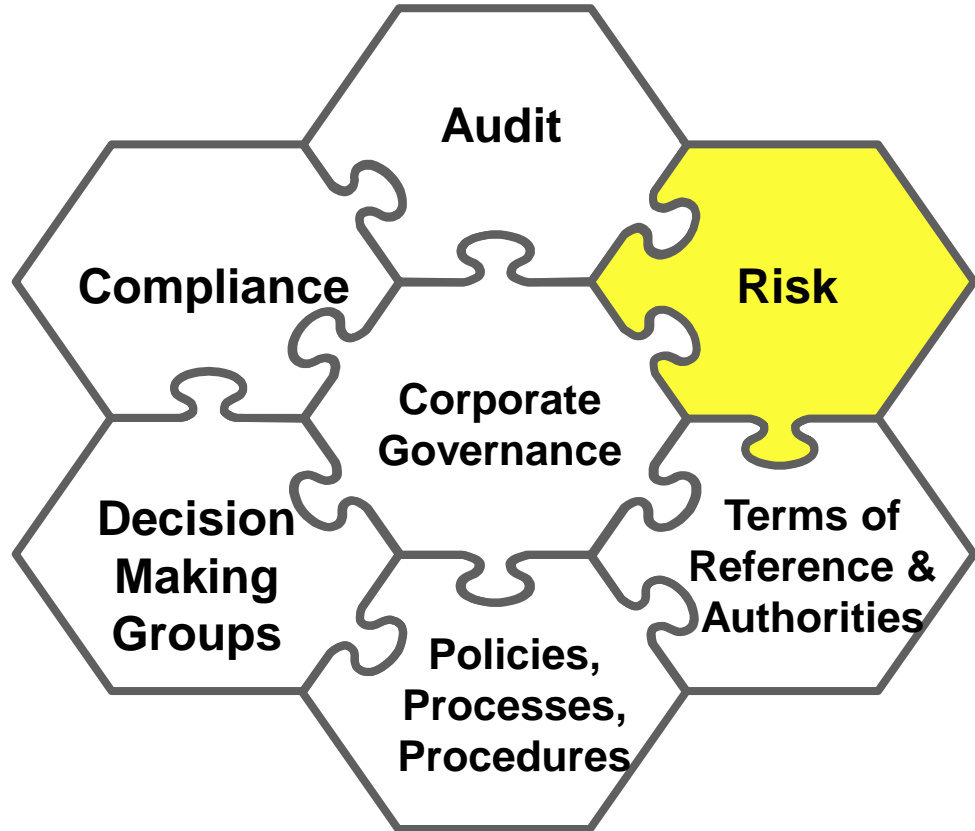 Audit
Compliance
Risk
Corporate
Governance
Decision
Making
Groups
Terms of
Reference &
Authorities
Policies,
Processes,
Procedures